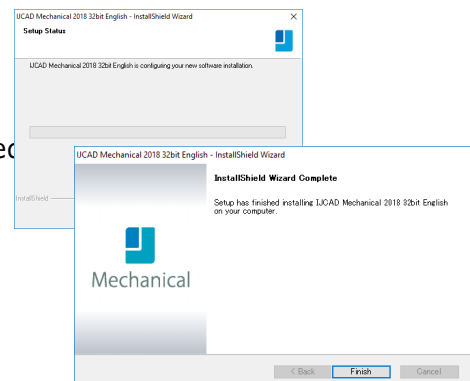 IJCAD Mechanical 2018 32bit English - InstallShield Wizard
Setup Status
IJCAD Mechanical 2018 32bit English is configuring your new software installation.
InstallShield
IJCAD Mechanical 2018 32bit English - InstallShield Wizard
InstallShield Wizard Complete
Setup has finished installing IJCAD Mechanical 2018 32bit English
on your computer.
Mechanical
< Back
Finish
Cancel